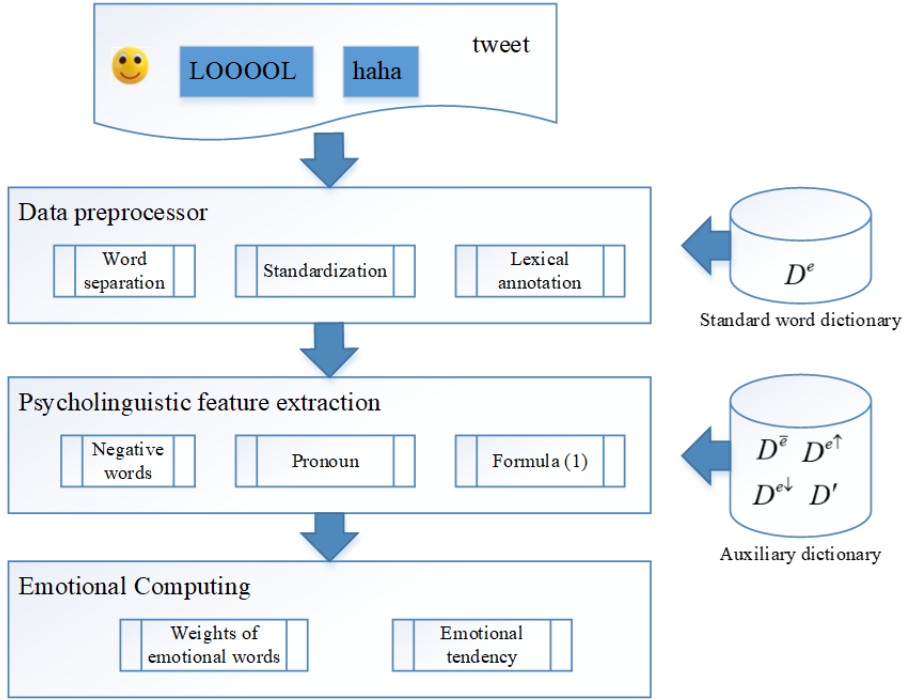 tweet
LOOOOL haha
Data preprocessor
Word
separation
Standardization
Lexical
annotation
Dᵉ
Standard word dictionary
Psycholinguistic feature extraction
Negative
words
Pronoun
Formula (1)
D^e̅ D^e↑
D^e↓ D′
Auxiliary dictionary
Emotional Computing
Weights of
emotional words
Emotional
tendency